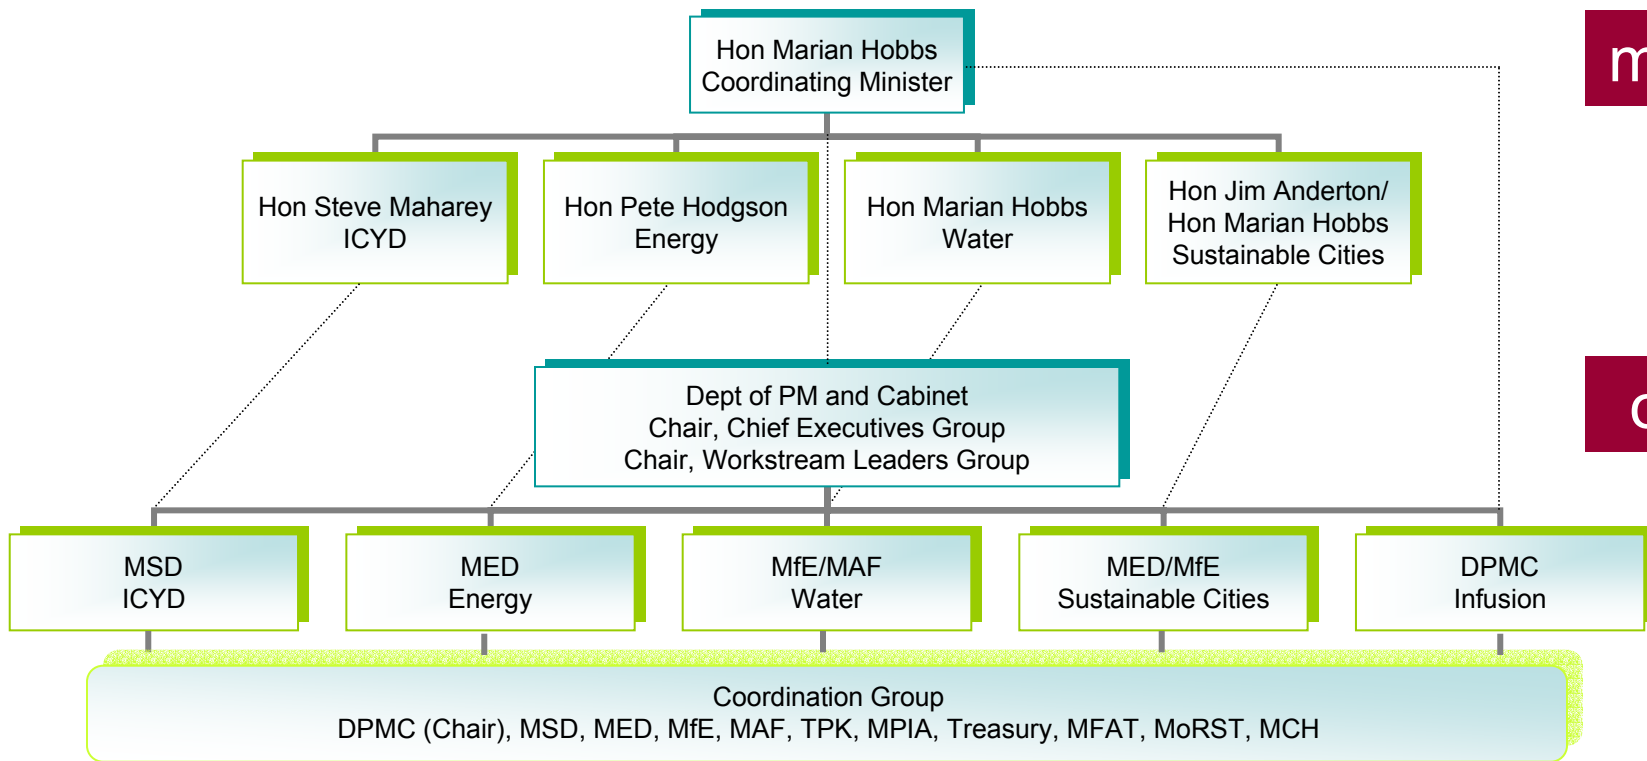 Hon Marian Hobbs
Coordinating Minister
Hon Steve Maharey
ICYD
Hon Pete Hodgson
Energy
Hon Marian Hobbs
Water
Hon Jim Anderton/
Hon Marian Hobbs
Sustainable Cities
Dept of PM and Cabinet
Chair, Chief Executives Group
Chair, Workstream Leaders Group
MSD
ICYD
MED
Energy
MfE/MAF
Water
MED/MfE
Sustainable Cities
DPMC
Infusion
Coordination Group
DPMC (Chair), MSD, MED, MfE, MAF, TPK, MPIA, Treasury, MFAT, MoRST, MCH